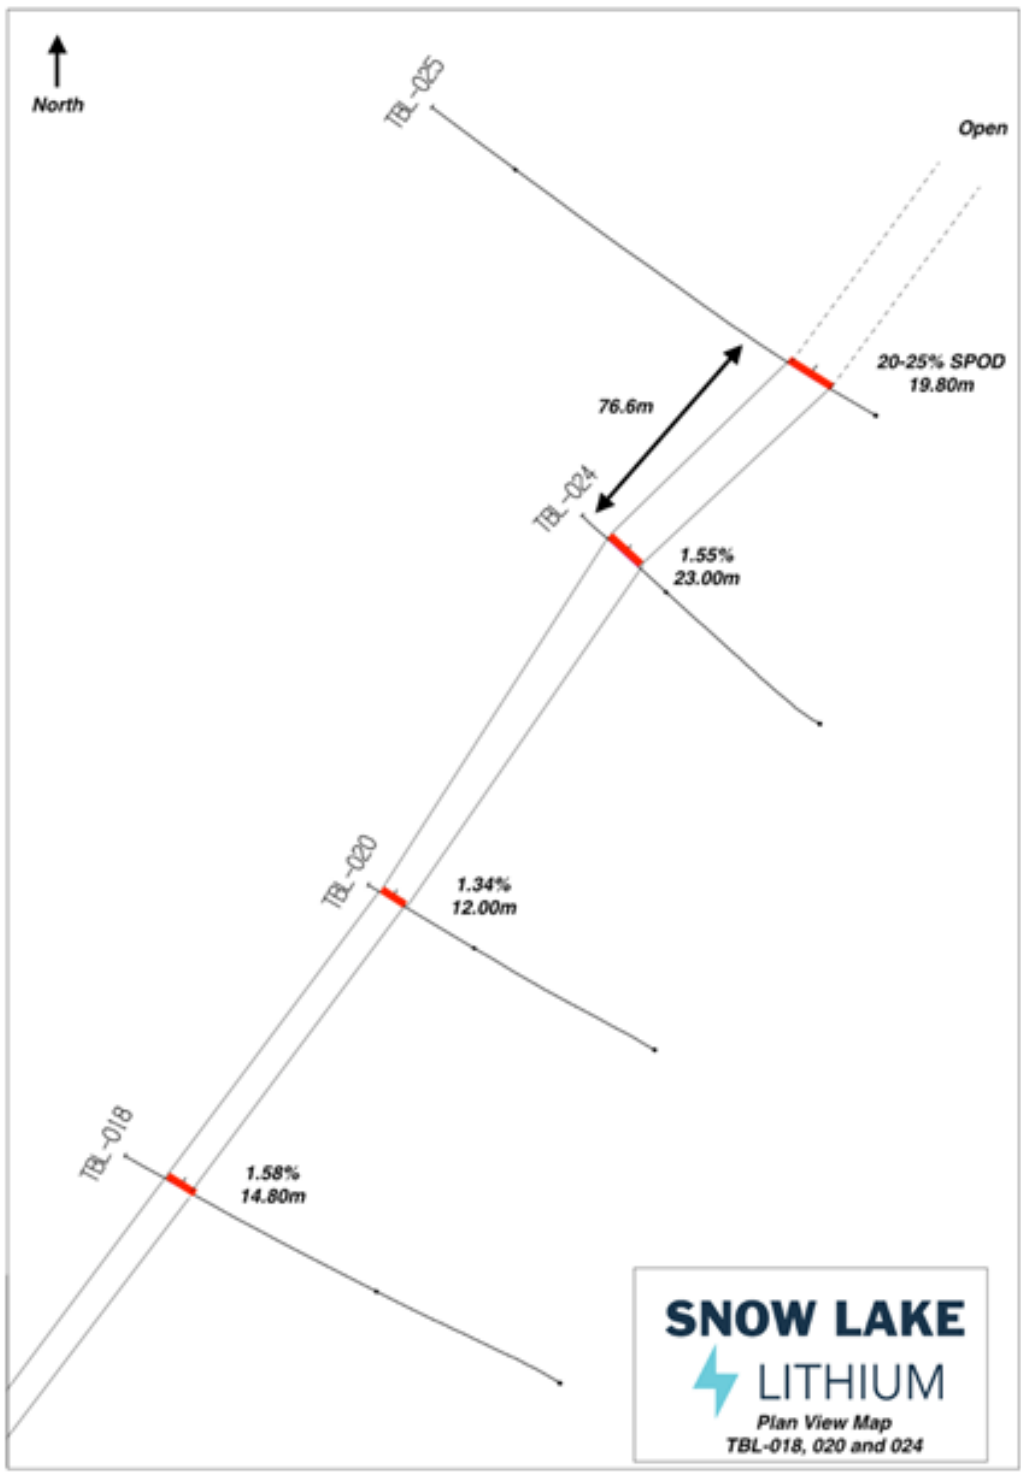 North
TBL-025
Open
20-25% SPOD
19.80m
76.6m
TBL-024
1.55%
23.00m
TBL-020
1.34%
12.00m
TBL-018
1.58%
14.80m
SNOW LAKE
LITHIUM
Plan View Map
TBL-018, 020 and 024